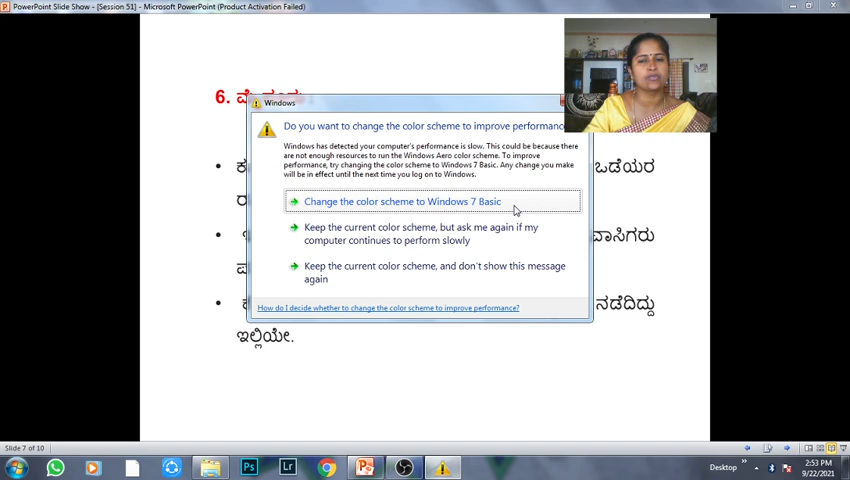 PowerPoint Slide Show - [Session 51] - Microsoft PowerPoint (Product Activation Failed)
6.
Windows
Do you want to change the color scheme to improve performance
Windows has detected your computer's performance is slow. This could be because there
are not enough resources to run the Windows Aero color scheme. To improve
performance, try changing the color scheme to Windows 7 Basic. Any change you make
will be in effect until the next time you log on to Windows.
Change the color scheme to Windows 7 Basic
Keep the current color scheme, but ask me again if my
computer continues to perform slowly
Keep the current color scheme, and don't show this message
again
How do I decide whether to change the color scheme to improve performance?
• ಒಡೆಯರ
• ವಾಸಿಗರು
• ನಡೆದಿದ್ದು
ಇಲ್ಲಿಯೇ.
Slide 7 of 10
Ps
Lr
Desktop
2:53 PM
9/22/2021